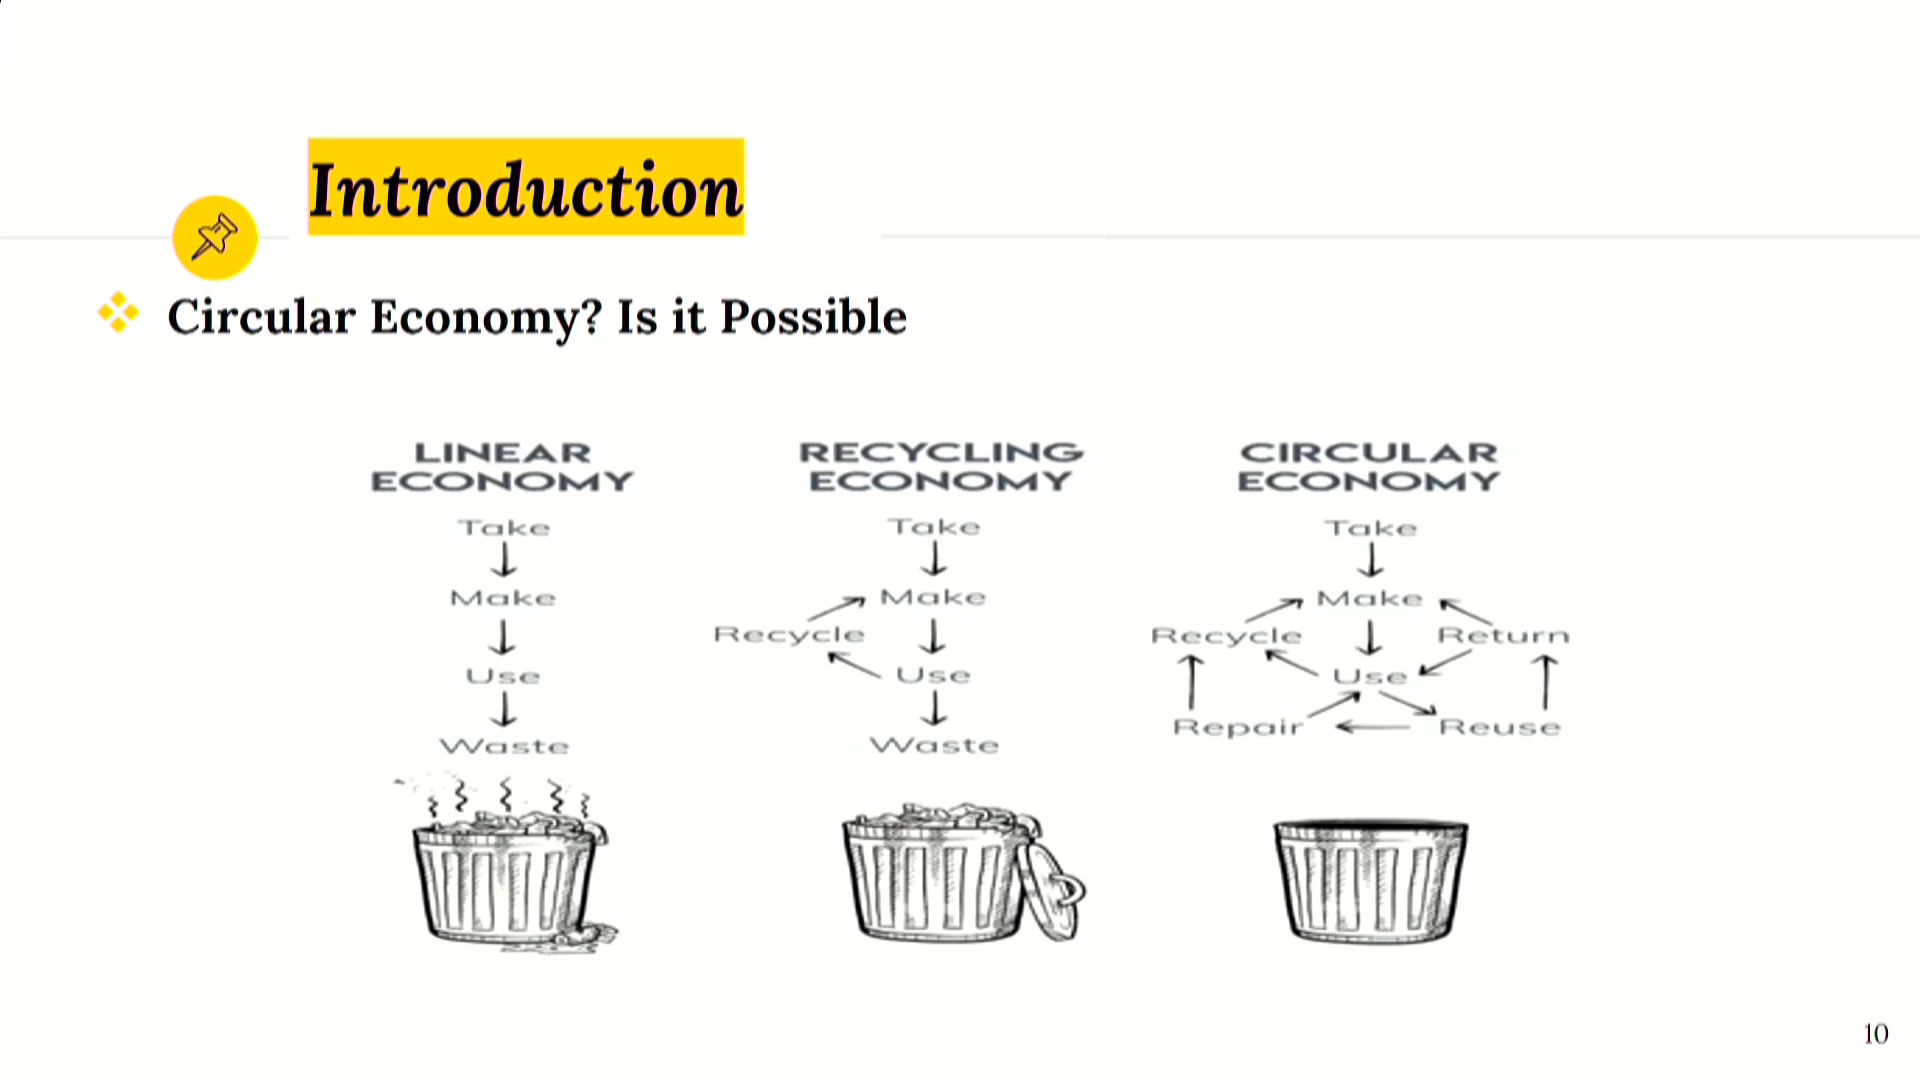 Introduction
Circular Economy? Is it Possible
LINEAR
ECONOMY
Take
Make
Use
Waste
RECYCLING
ECONOMY
Take
Make
Recycle
Use
Waste
CIRCULAR
ECONOMY
Take
Make
Recycle
Return
Use
Repair
Reuse
10